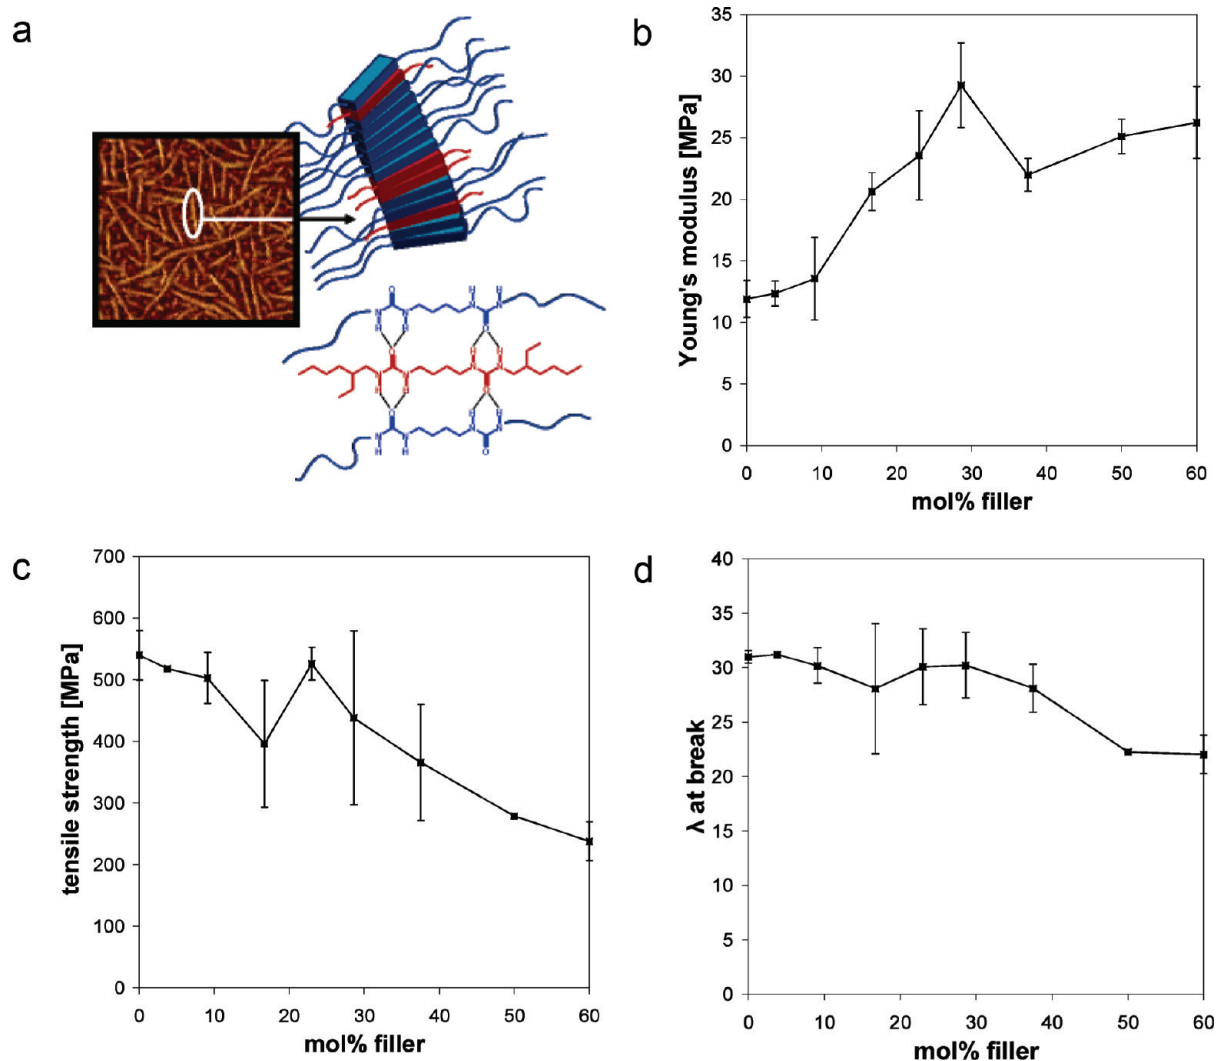 a
O
H
H
N
N
N
N
H
H
O
H
H
O
N
N
N
N
H
H
O
H
H
O
N
N
N
N
H
H
O
b
Young's modulus [MPa]
35
30
25
20
15
10
5
0
0 10 20 30 40 50 60
mol% filler
c
tensile strength [MPa]
700
600
500
400
300
200
100
0
0 10 20 30 40 50 60
mol% filler
d
λ at break
40
35
30
25
20
15
10
5
0
0 10 20 30 40 50 60
mol% filler